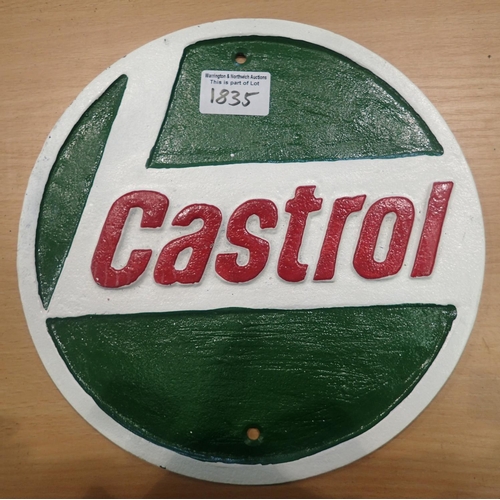 Warrington & Northwich Auctions
This is part of Lot
1835
Castrol